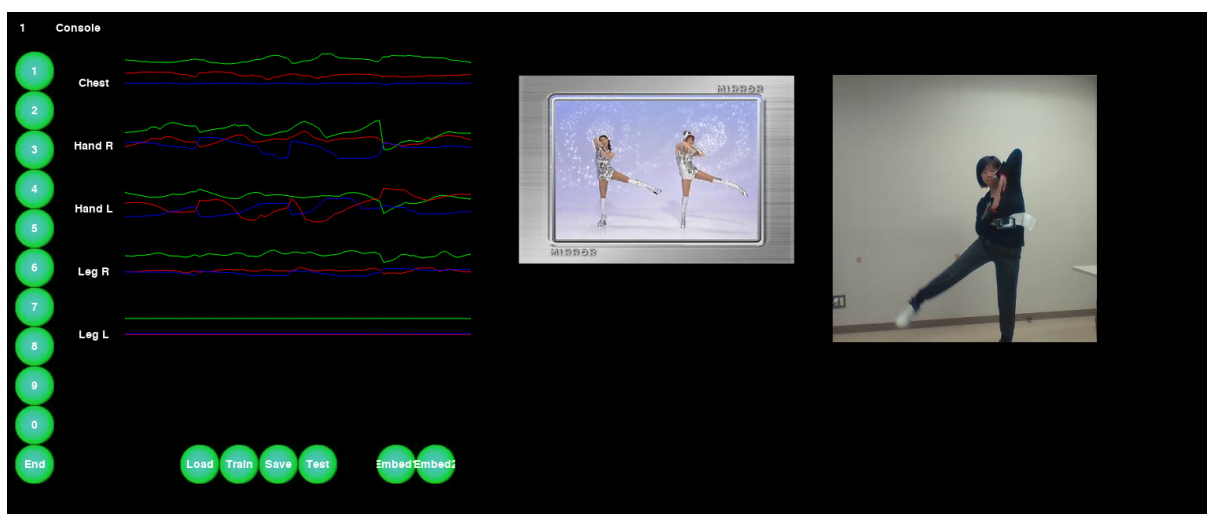 1 Console
1
Chest
2
3
Hand R
4
Hand L
5
6
Leg R
7
Leg L
8
9
0
End
Load Train Save Test Embed1 Embed2
MIRROR
MIRROR